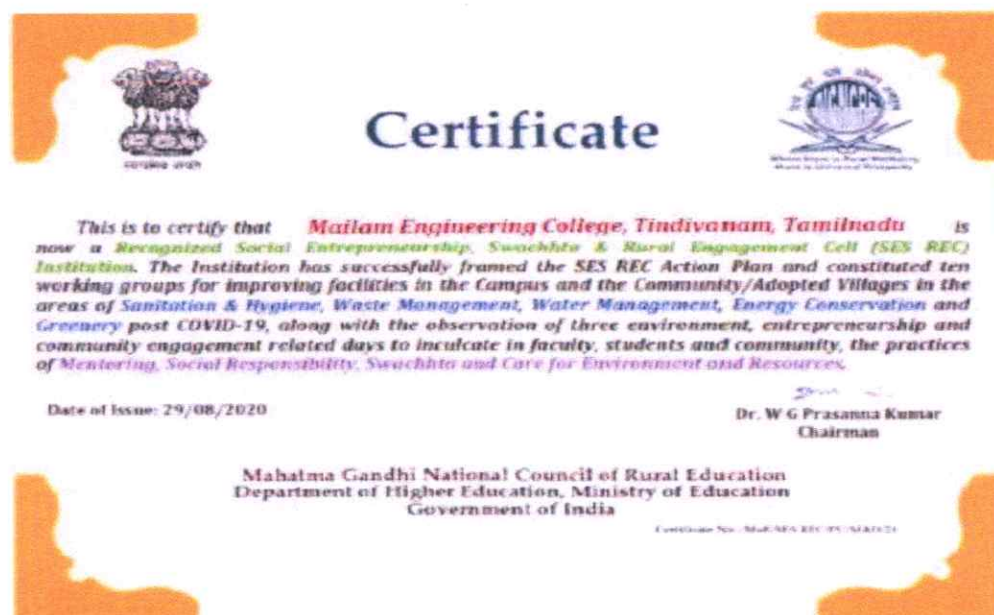 Certificate
This is to certify that Mailam Engineering College, Tindivanam, Tamilnadu is
now a Recognized Social Entrepreneurship, Swachhta & Rural Engagement Cell (SES REC)
Institution. The Institution has successfully framed the SES REC Action Plan and constituted ten
working groups for improving facilities in the Campus and the Community/Adopted Villages in the
areas of Sanitation & Hygiene, Waste Management, Water Management, Energy Conservation and
Greenery post COVID-19, along with the observation of three environment, entrepreneurship and
community engagement related days to inculcate in faculty, students and community, the practices
of Mentoring, Social Responsibility, Swachhta and Care for Environment and Resources.
Date of Issue: 29/08/2020
Dr. W G Prasanna Kumar
Chairman
Mahatma Gandhi National Council of Rural Education
Department of Higher Education, Ministry of Education
Government of India
Certificate No.